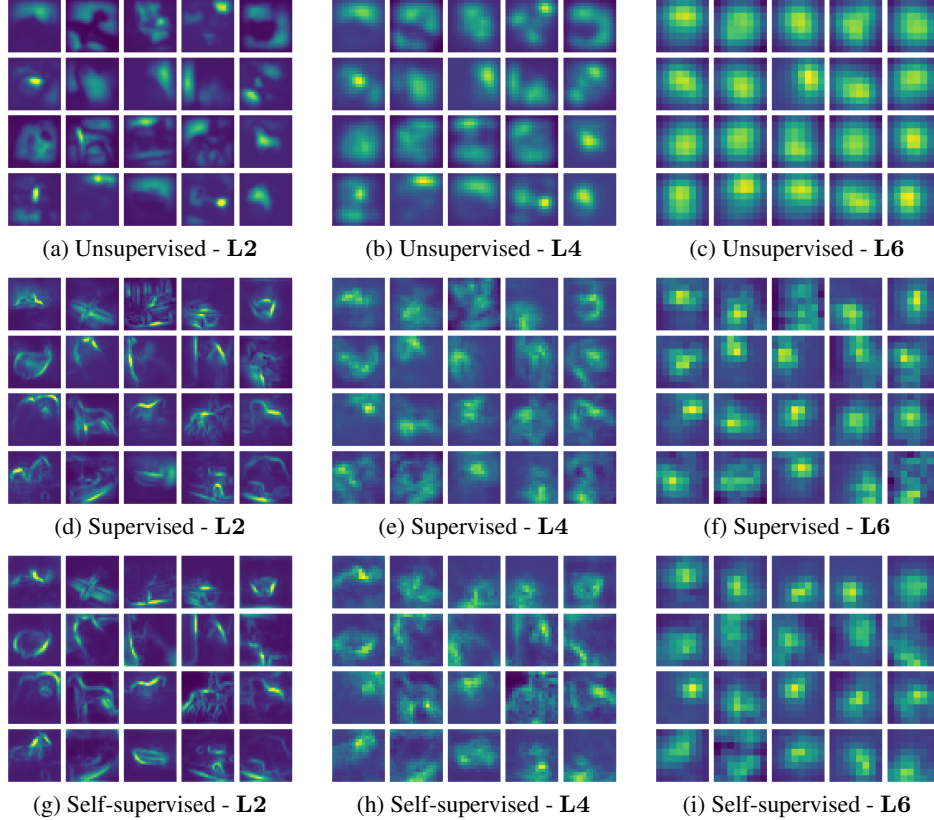 (a) Unsupervised - L2
(b) Unsupervised - L4
(c) Unsupervised - L6
(d) Supervised - L2
(e) Supervised - L4
(f) Supervised - L6
(g) Self-supervised - L2
(h) Self-supervised - L4
(i) Self-supervised - L6